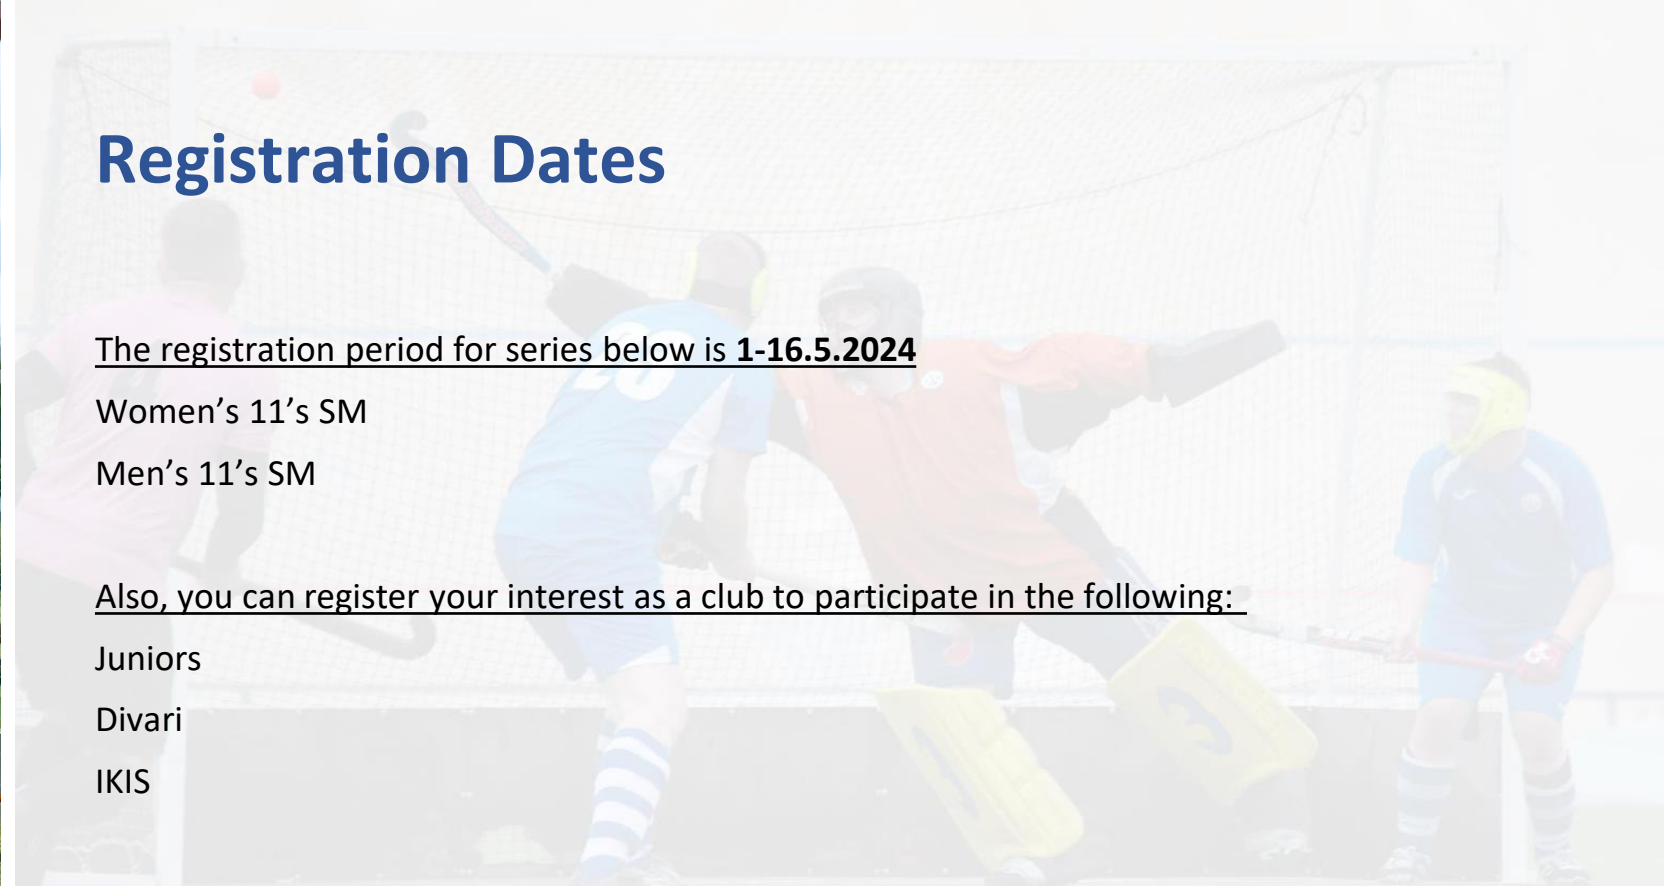 Registration Dates
The registration period for series below is 1-16.5.2024
Women’s 11’s SM
Men’s 11’s SM
Also, you can register your interest as a club to participate in the following:
Juniors
Divari
IKIS
20